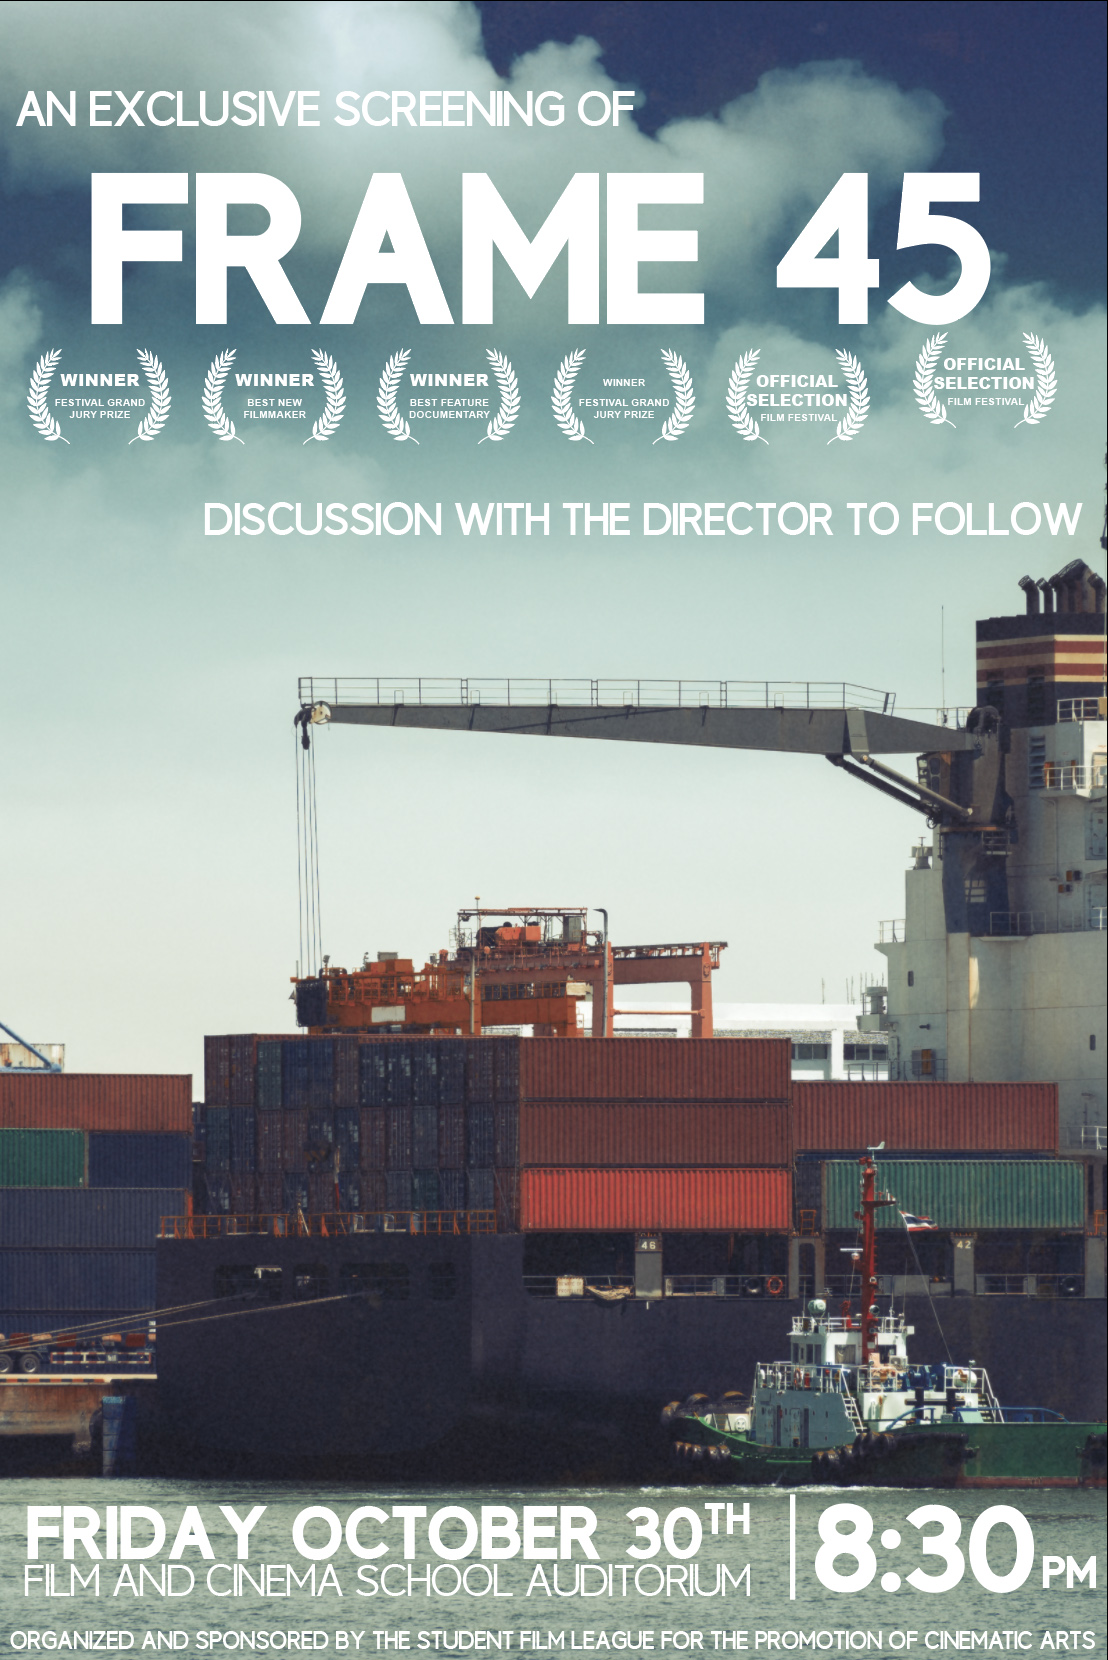 AN EXCLUSIVE SCREENING OF
FRAME 45
WINNER
FESTIVAL GRAND
JURY PRIZE
WINNER
BEST NEW
FILMMAKER
WINNER
BEST FEATURE
DOCUMENTARY
WINNER
FESTIVAL GRAND
JURY PRIZE
OFFICIAL
SELECTION
FILM FESTIVAL
OFFICIAL
SELECTION
FILM FESTIVAL
DISCUSSION WITH THE DIRECTOR TO FOLLOW
46
42
FRIDAY OCTOBER 30TH
FILM AND CINEMA SCHOOL AUDITORIUM
8:30 PM
ORGANIZED AND SPONSORED BY THE STUDENT FILM LEAGUE FOR THE PROMOTION OF CINEMATIC ARTS